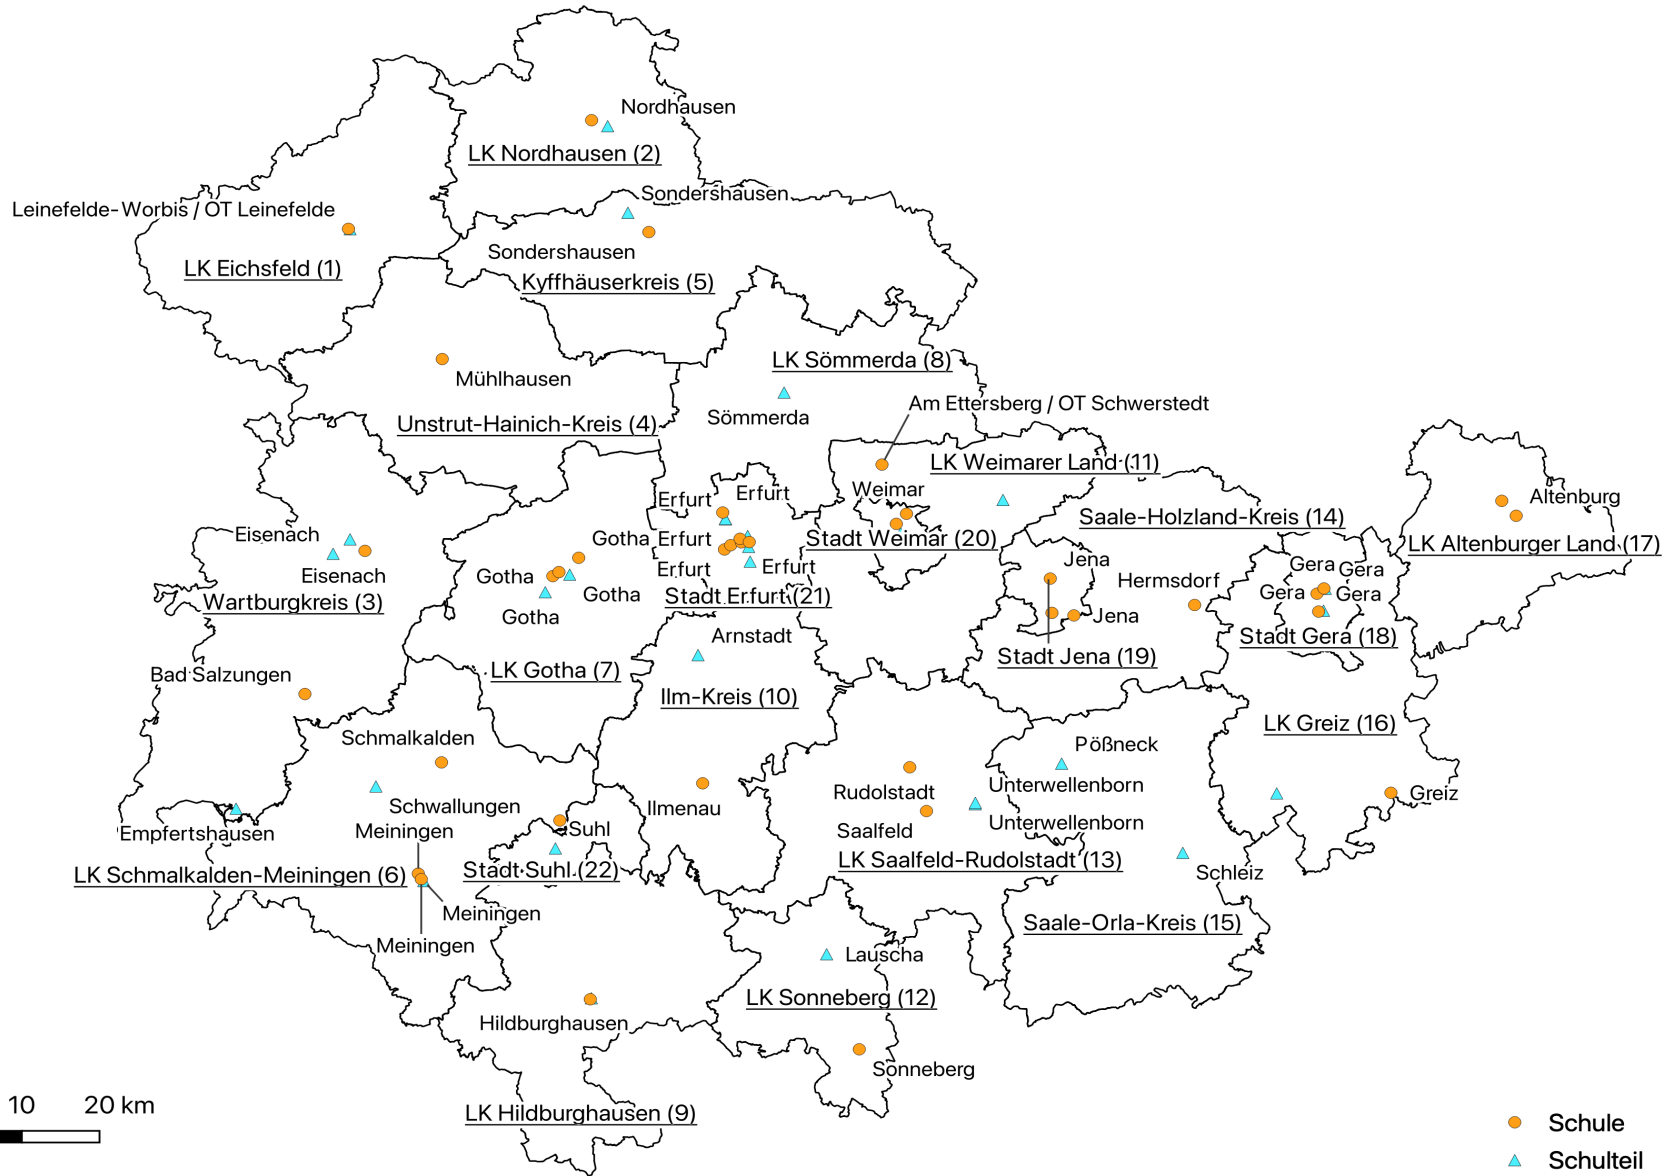 Nordhausen
LK Nordhausen (2)
Sondershausen
Leinefelde-Worbis / OT Leinefelde
Sondershausen
LK Eichsfeld (1)
Kyffhäuserkreis (5)
LK Sömmerda (8)
Mühlhausen
Am Ettersberg / OT Schwerstedt
Sömmerda
Unstrut-Hainich-Kreis (4)
LK Weimarer Land (11)
Weimar
Erfurt
Erfurt
Altenburg
Saale-Holzland-Kreis (14)
Eisenach
Gotha
Erfurt
Stadt Weimar (20)
LK Altenburger Land (17)
Jena
Gera
Gera
Eisenach
Gotha
Erfurt
Erfurt
Hermsdorf
Gera
Gera
Gotha
Wartburgkreis (3)
Stadt Erfurt (21)
Gotha
Jena
Arnstadt
Stadt Gera (18)
Stadt Jena (19)
Bad Salzungen
LK Gotha (7)
Ilm-Kreis (10)
LK Greiz (16)
Schmalkalden
Pößneck
Unterwellenborn
Rudolstadt
Greiz
Schwallungen
Ilmenau
Unterwellenborn
Empfertshausen
Meiningen
Suhl
Saalfeld
LK Saalfeld-Rudolstadt (13)
Stadt Suhl (22)
LK Schmalkalden-Meiningen (6)
Schleiz
Meiningen
Saale-Orla-Kreis (15)
Meiningen
Lauscha
LK Sonneberg (12)
Hildburghausen
Sonneberg
10 20 km
LK Hildburghausen (9)
Schule
Schulteil